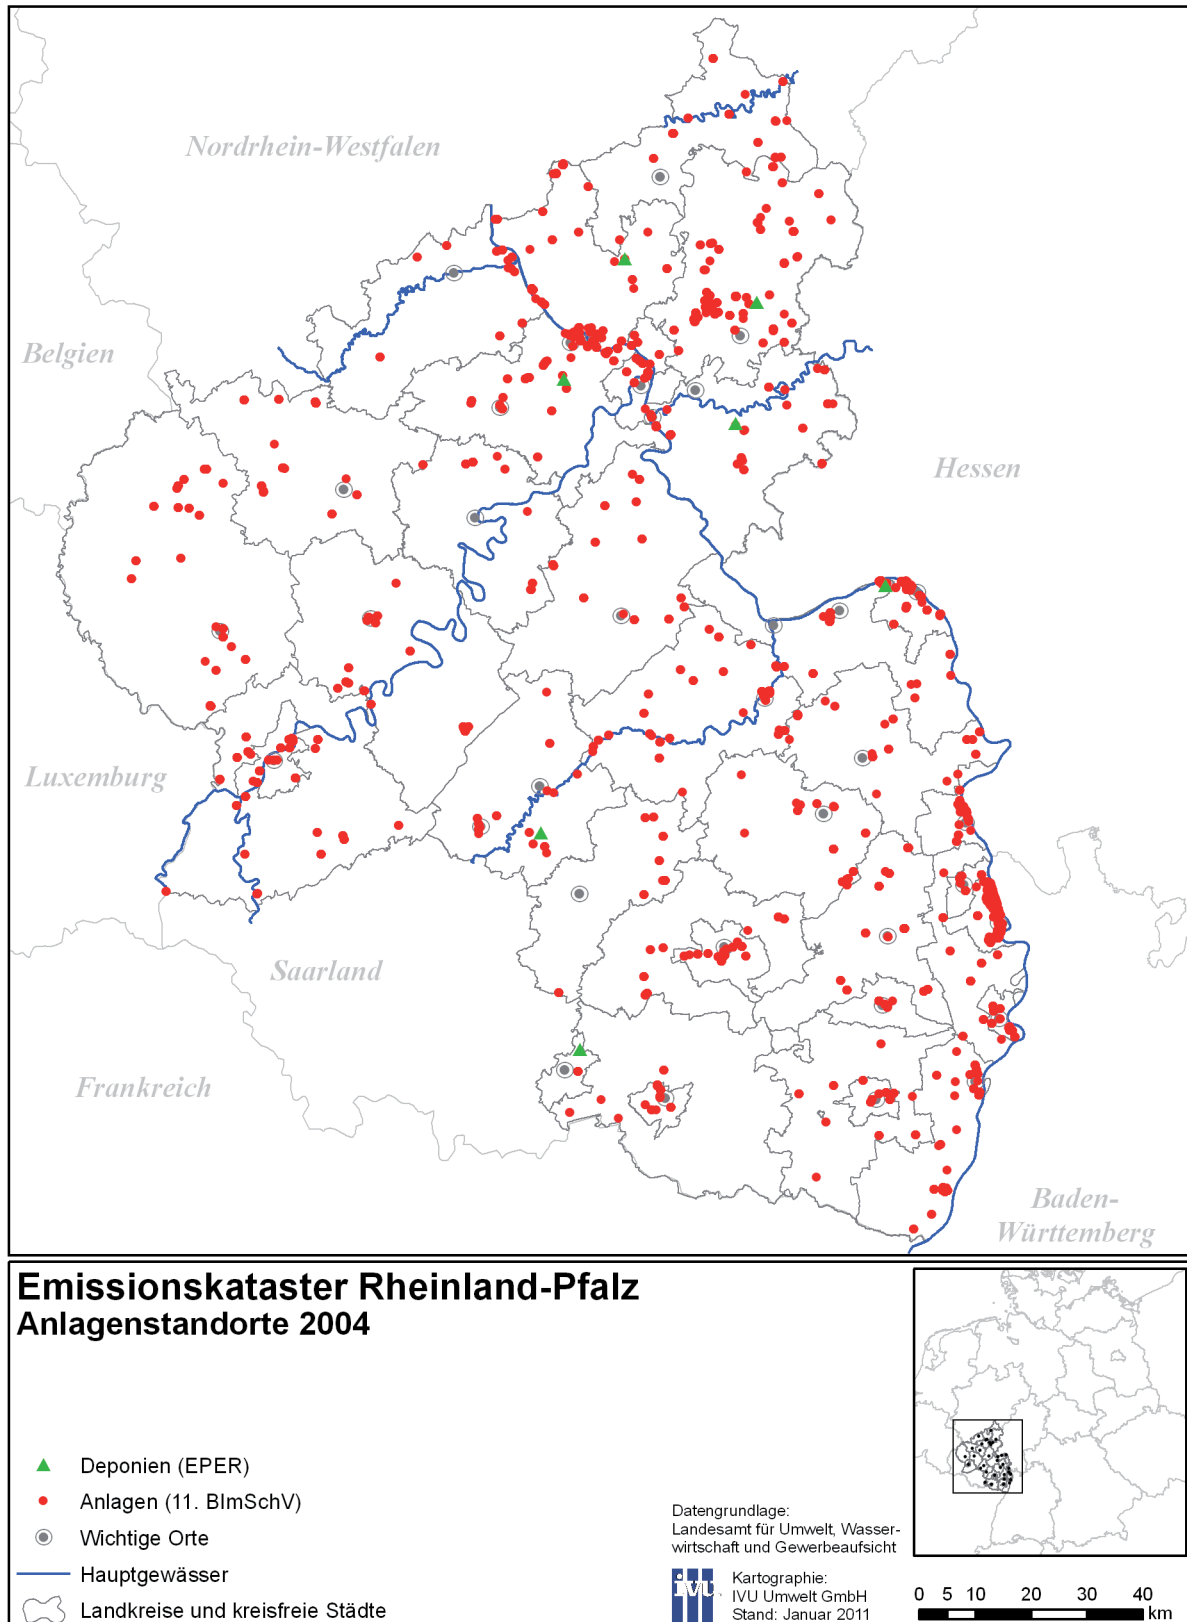 Nordrhein-Westfalen
Belgien
Hessen
Luxemburg
Saarland
Frankreich
Baden-
Württemberg
Emissionskataster Rheinland-Pfalz
Anlagenstandorte 2004
Deponien (EPER)
Anlagen (11. BImSchV)
Wichtige Orte
Hauptgewässer
Landkreise und kreisfreie Städte
Datengrundlage:
Landesamt für Umwelt, Wasser-
wirtschaft und Gewerbeaufsicht
ivu
Kartographie:
IVU Umwelt GmbH
Stand: Januar 2011
0 5 10 20 30 40
km